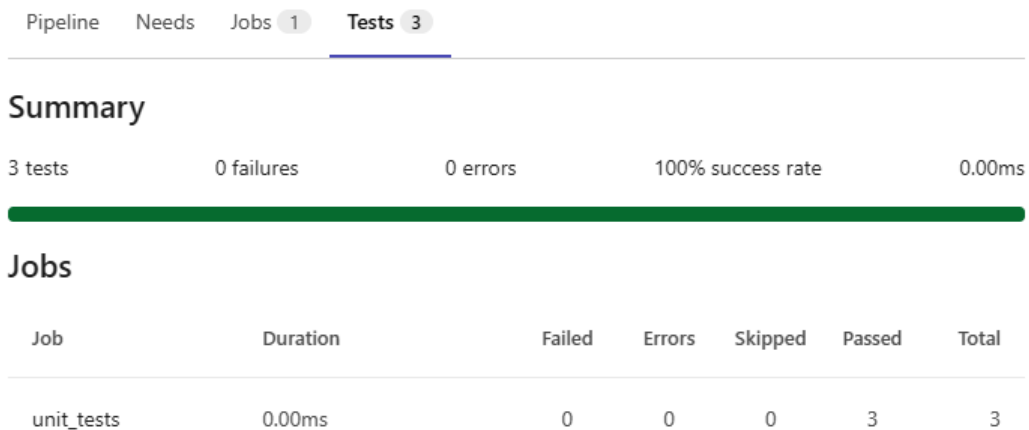 Pipeline Needs Jobs 1 Tests 3
Summary
3 tests 0 failures 0 errors 100% success rate 0.00ms
Jobs
Job Duration Failed Errors Skipped Passed Total
unit_tests 0.00ms 0 0 0 3 3